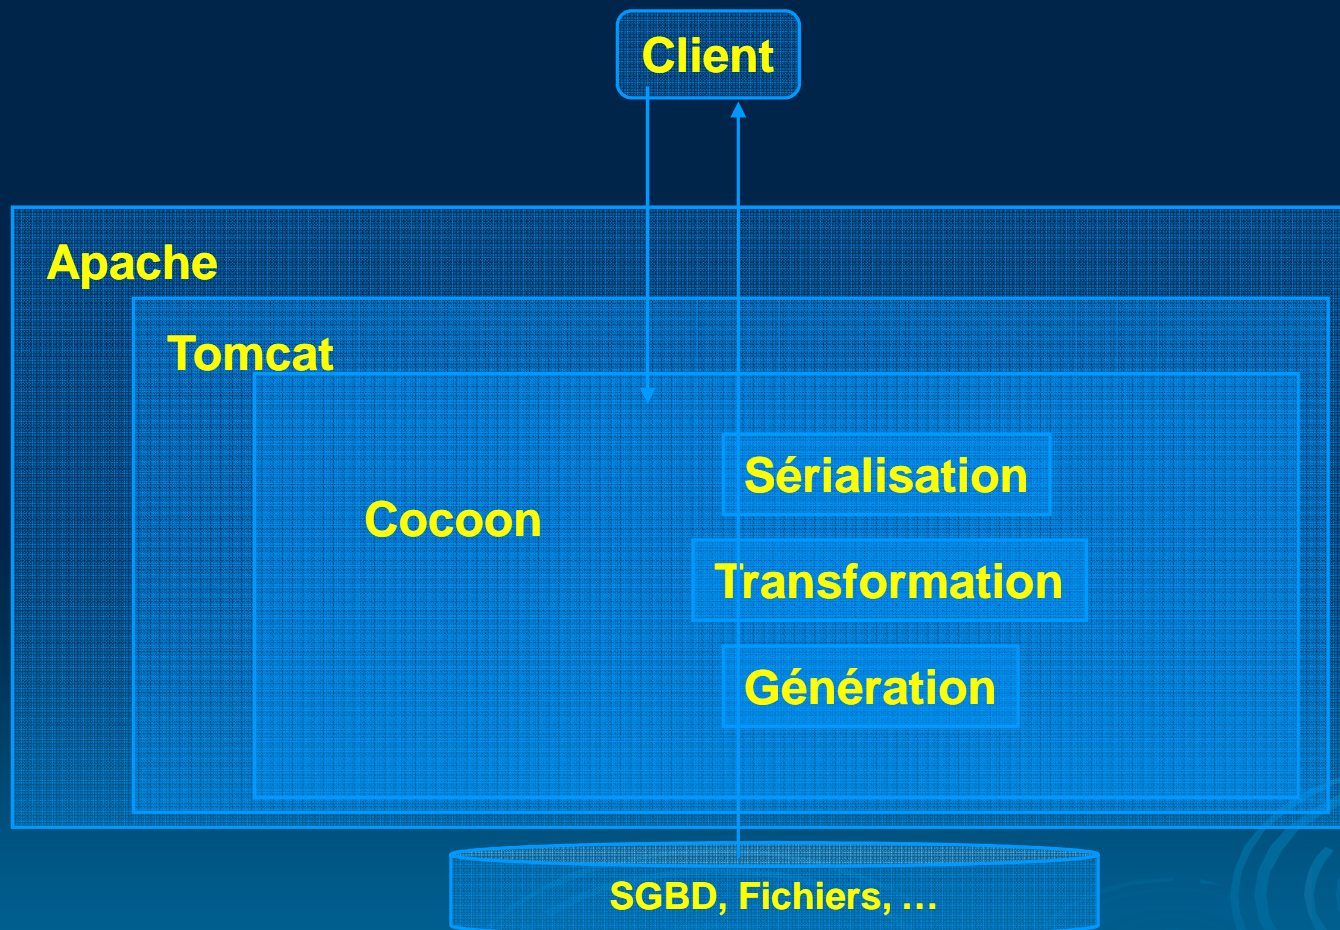 Client
Apache
Tomcat
Sérialisation
Cocoon
Transformation
Génération
SGBD, Fichiers, …